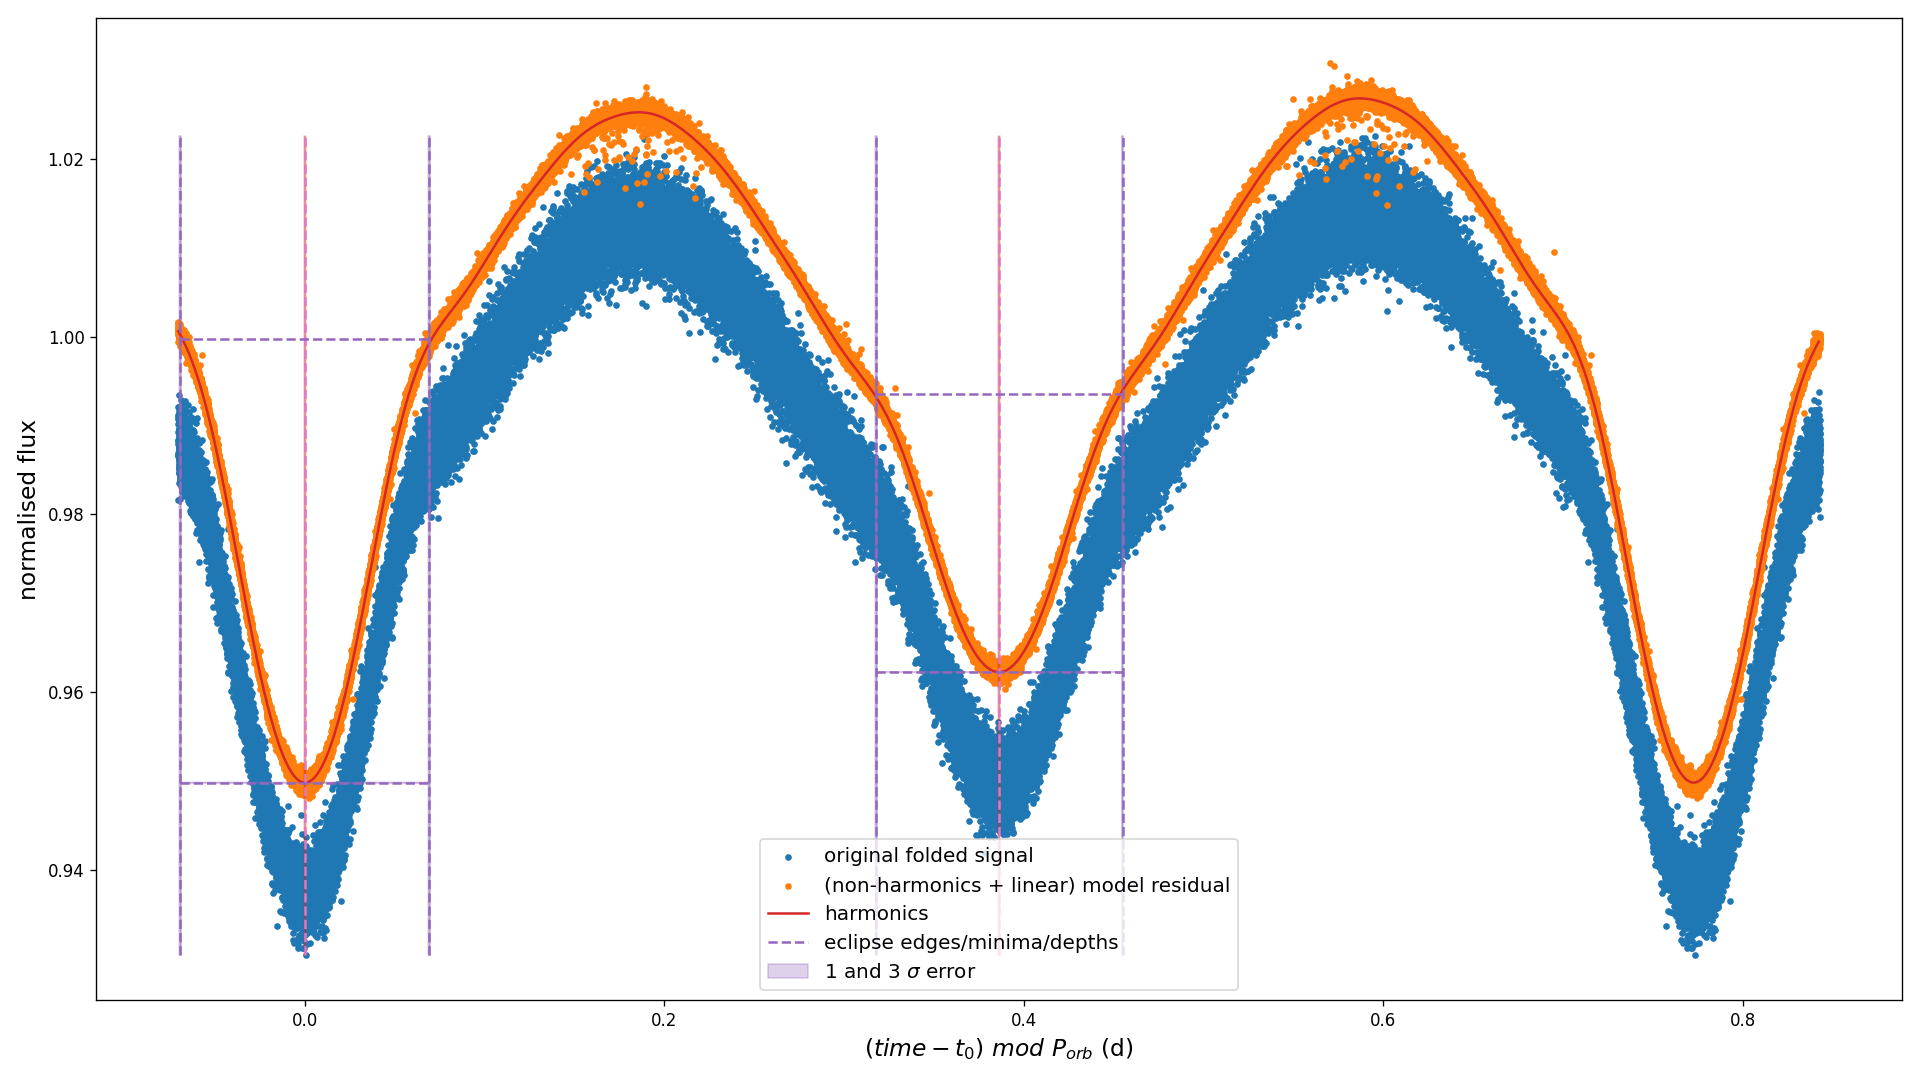 normalised flux
1.02
1.00
0.98
0.96
0.94
original folded signal
(non-harmonics + linear) model residual
harmonics
eclipse edges/minima/depths
1 and 3 σ error
0.0 0.2 0.4 0.6 0.8
(time − t₀) mod Pₒᵣb (d)